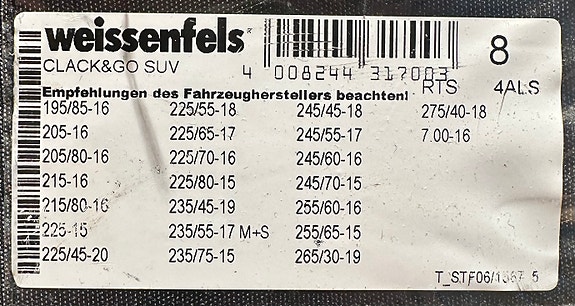 weissenfels®
CLACK&GO SUV
4 008244 317003
8
RTS 4ALS
Empfehlungen des Fahrzeugherstellers beachten!
195/85-16 225/55-18 245/45-18 275/40-18
205-16 225/65-17 245/55-17 7.00-16
205/80-16 225/70-16 245/60-16
215-16 225/80-15 245/70-15
215/80-16 235/45-19 255/60-16
225-15 235/55-17 M+S 255/65-15
225/45-20 235/75-15 265/30-19
T_STF06/1567 5